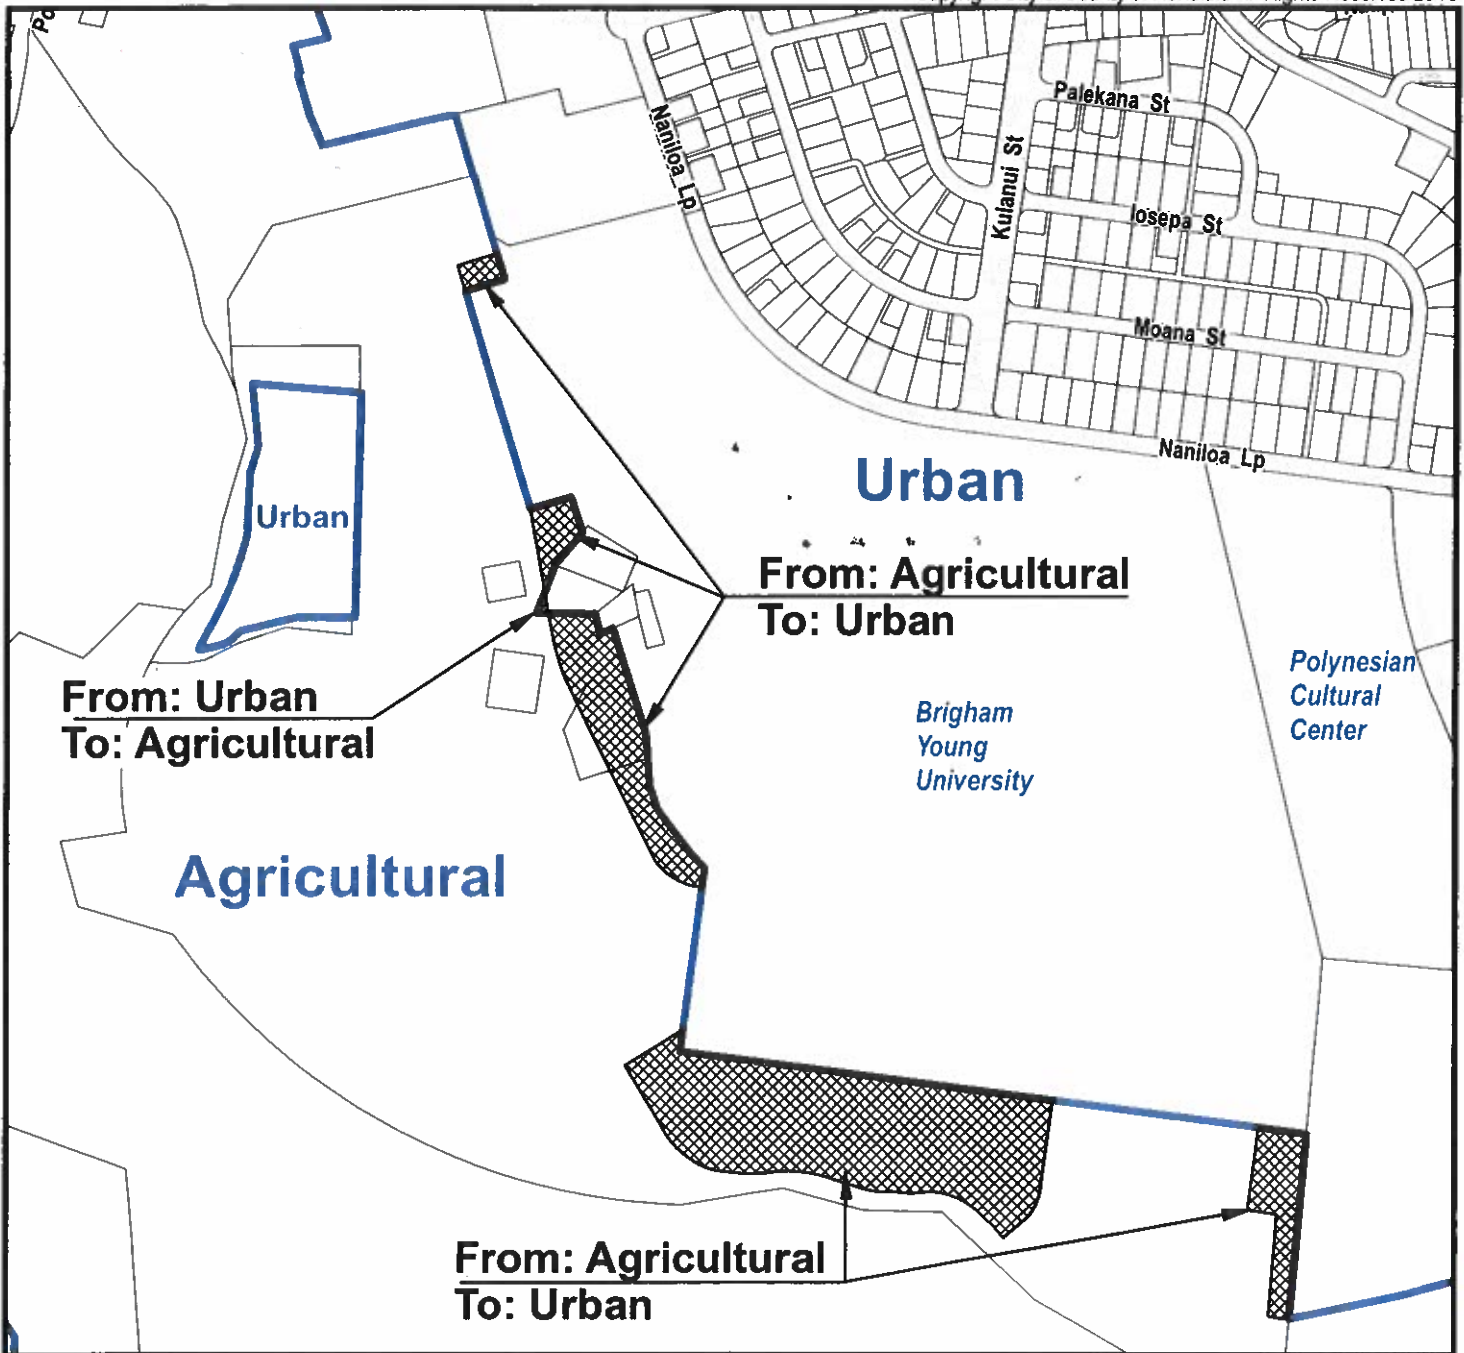 Palekana St
Naniloa Lp
Kulanui St
Iosepa St
Moana St
Naniloa Lp
Urban
Urban
From: Agricultural
To: Urban
Polynesian
Cultural
Center
From: Urban
To: Agricultural
Brigham
Young
University
Agricultural
From: Agricultural
To: Urban